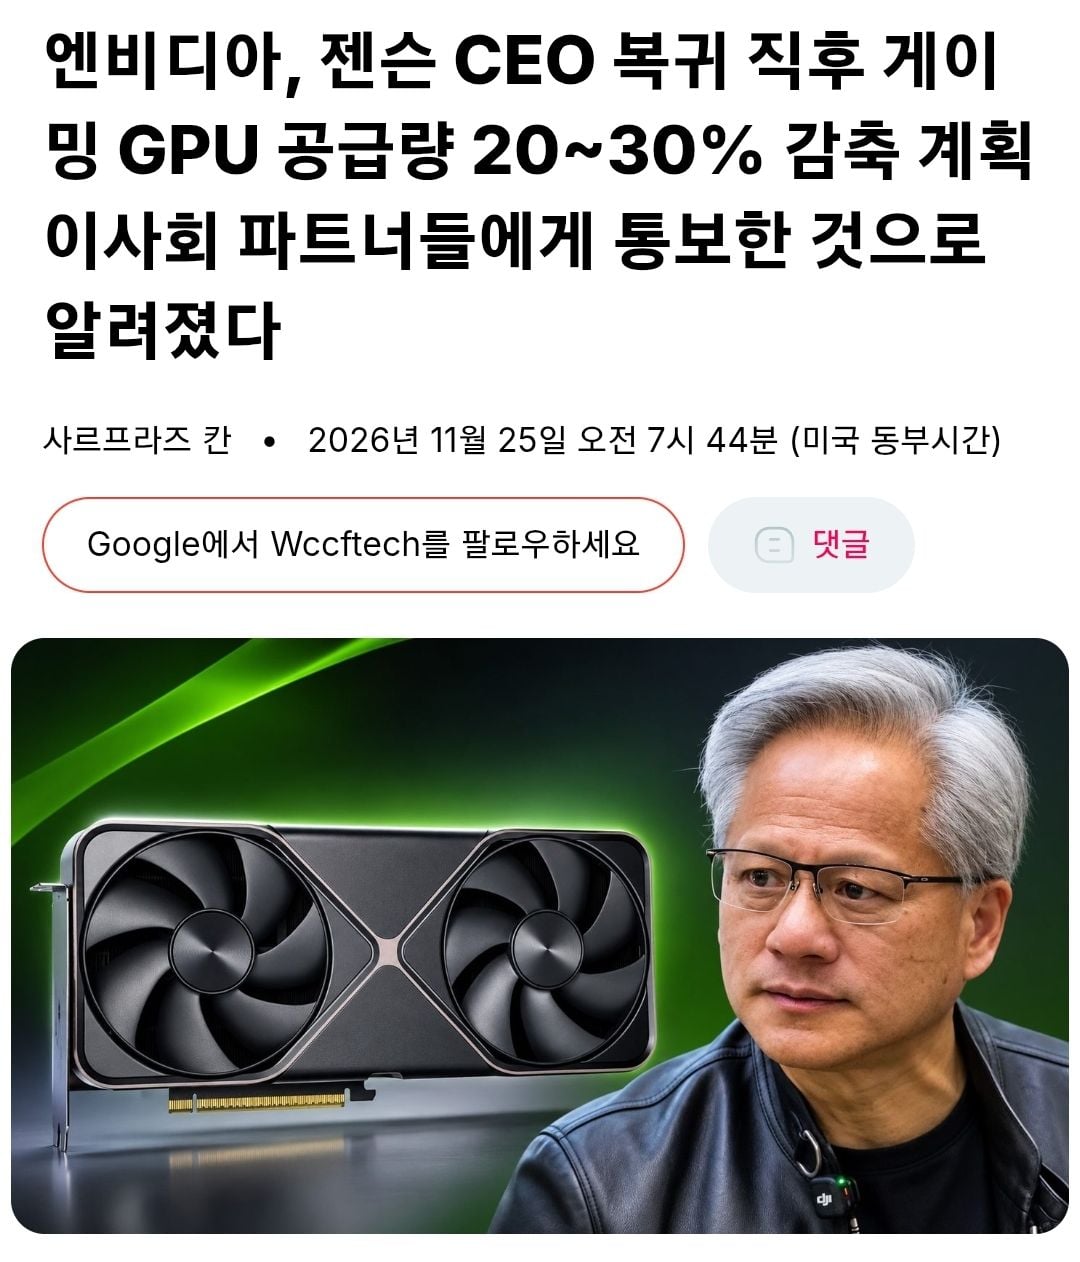 엔비디아, 젠슨 CEO 복귀 직후 게이
밍 GPU 공급량 20~30% 감축 계획
이사회 파트너들에게 통보한 것으로
알려졌다
사르프라즈 칸 • 2026년 11월 25일 오전 7시 44분 (미국 동부시간)
Google에서 Wccftech를 팔로우하세요
댓글
dji